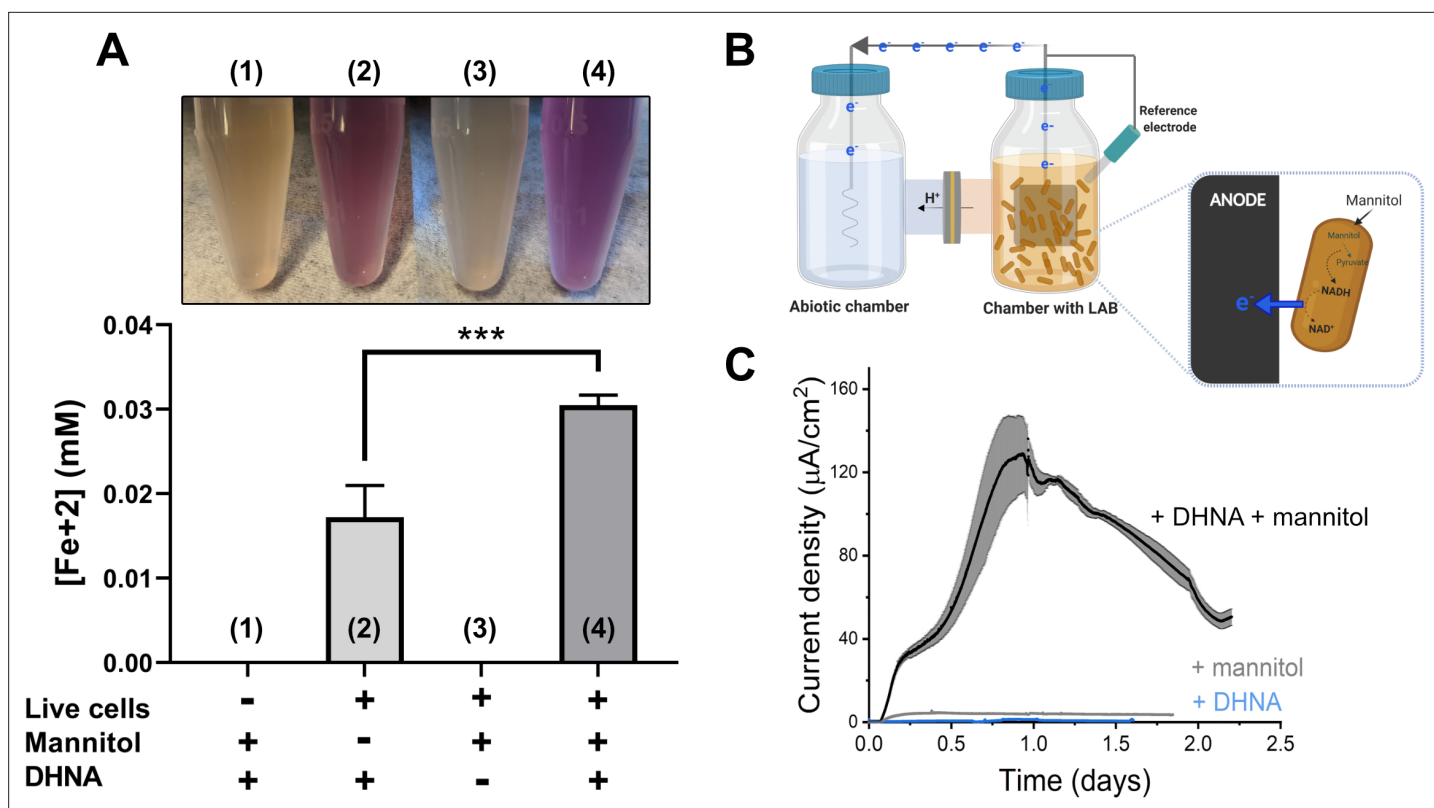 A
(1) (2) (3) (4)
***
[Fe+2] (mM)
0.04
0.03
0.02
0.01
0.00
(1) (2) (3) (4)
Live cells - + + +
Mannitol + - + +
DHNA + + - +
B
e⁻ e⁻ e⁻ e⁻ e⁻
e⁻
e⁻
e⁻
e-
e-
Reference
electrode
H⁺
Abiotic chamber
Chamber with LAB
ANODE
Mannitol
Mannitol
Pyruvate
NADH
e⁻
NAD⁺
C
Current density (µA/cm²)
160
120
80
40
0
+ DHNA + mannitol
+ mannitol
+ DHNA
0.0 0.5 1.0 1.5 2.0 2.5
Time (days)